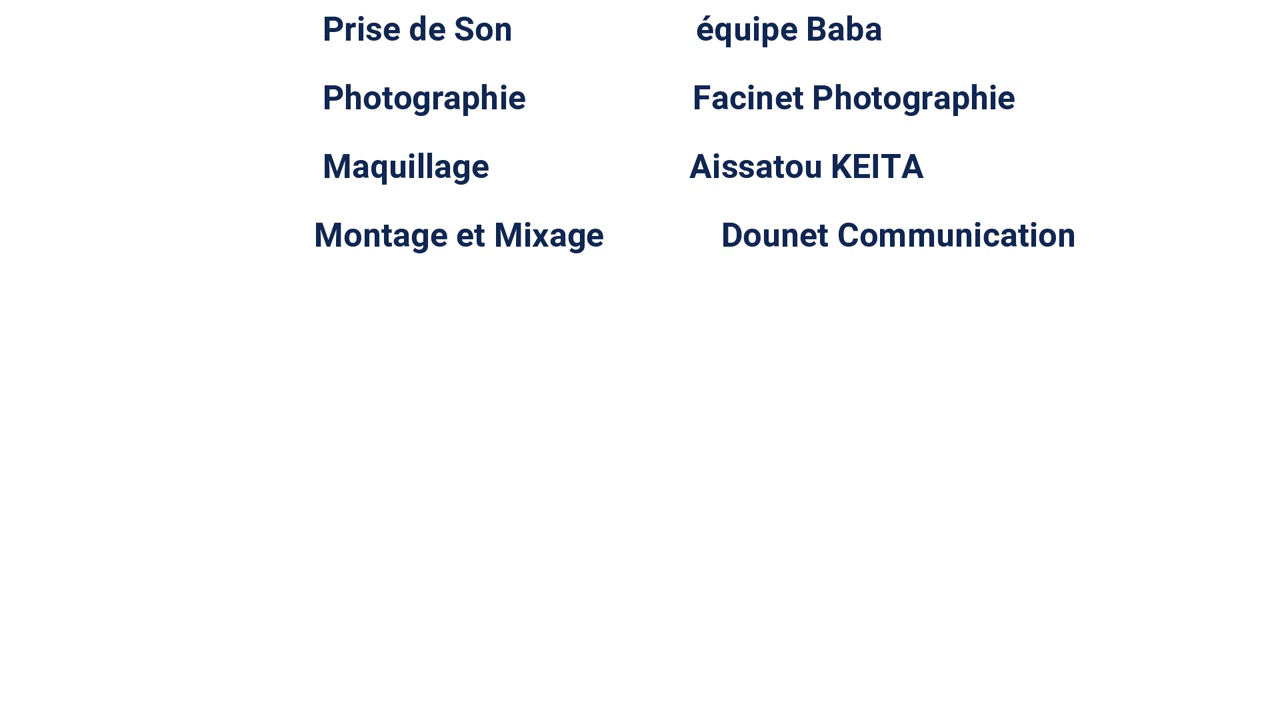 Prise de Son équipe Baba
Photographie Facinet Photographie
Maquillage Aissatou KEITA
Montage et Mixage Dounet Communication